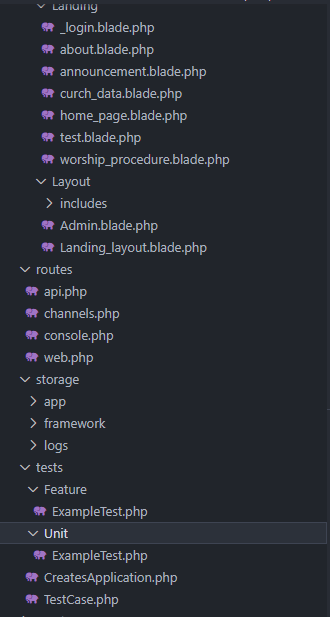 Landing
_login.blade.php
about.blade.php
announcement.blade.php
curch_data.blade.php
home_page.blade.php
test.blade.php
worship_procedure.blade.php
Layout
includes
Admin.blade.php
Landing_layout.blade.php
routes
api.php
channels.php
console.php
web.php
storage
app
framework
logs
tests
Feature
ExampleTest.php
Unit
ExampleTest.php
CreatesApplication.php
TestCase.php